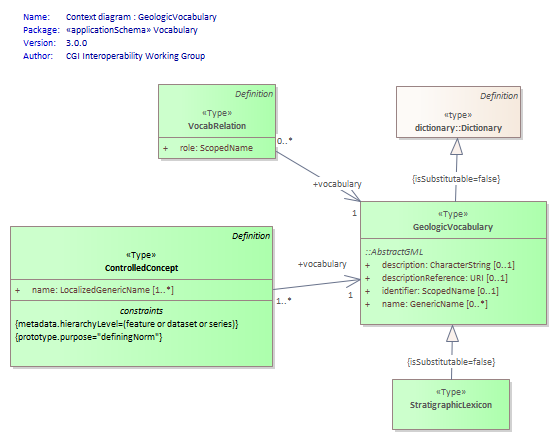 Name: Context diagram : GeologicVocabulary
Package: «applicationSchema» Vocabulary
Version: 3.0.0
Author: CGI Interoperability Working Group
Definition
«Type»
VocabRelation
+ role: ScopedName
Definition
«type»
dictionary::Dictionary
0..*
+vocabulary
1
{isSubstitutable=false}
«Type»
GeologicVocabulary
::AbstractGML
+ description: CharacterString [0..1]
+ descriptionReference: URI [0..1]
+ identifier: ScopedName [0..1]
+ name: GenericName [0..*]
Definition
«Type»
ControlledConcept
+ name: LocalizedGenericName [1..*]
constraints
{metadata.hierarchyLevel=(feature or dataset or series)}
{prototype.purpose="definingNorm"}
+vocabulary
1..*
1
{isSubstitutable=false}
«Type»
StratigraphicLexicon